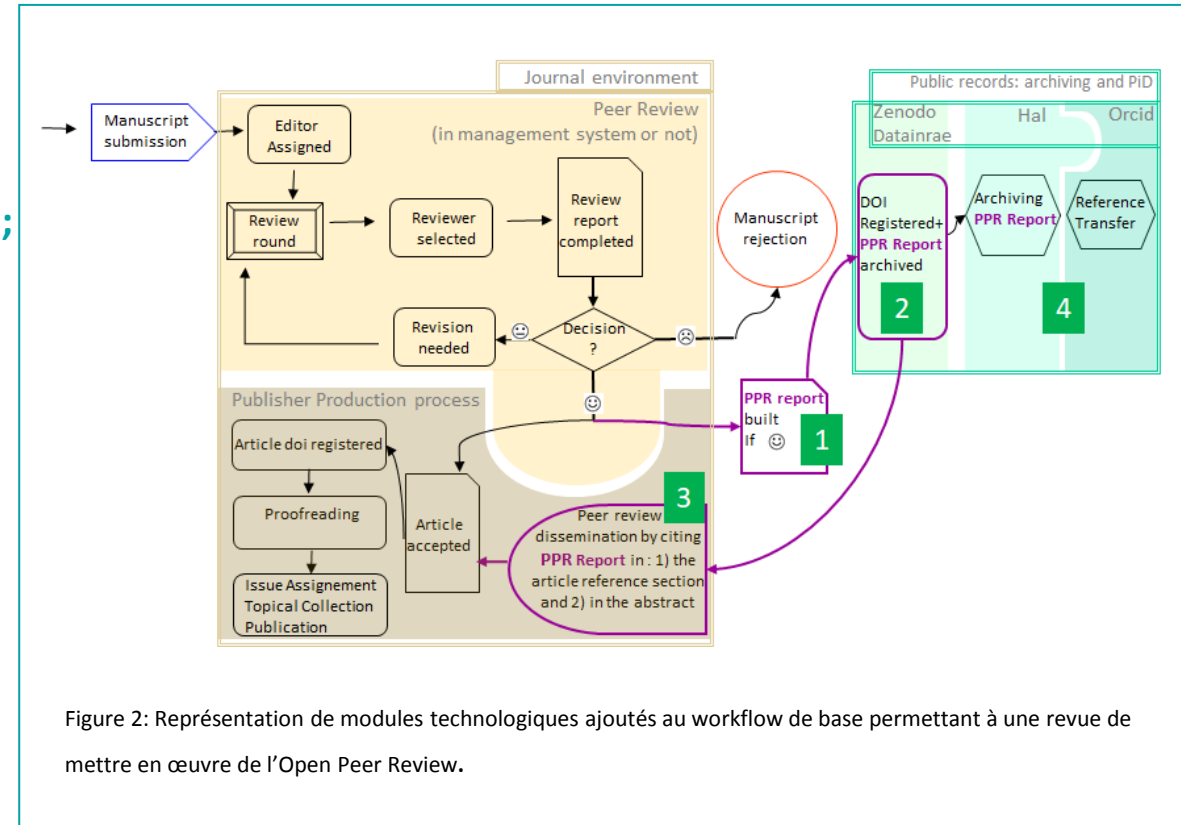 ;
Journal environment
Public records: archiving and PiD
Peer Review
(in management system or not)
Zenodo
Datainrae
Hal
Orcid
Manuscript
submission
Editor
Assigned
Review
round
Reviewer
selected
Review
report
completed
Manuscript
rejection
DOI
Registered+
PPR Report
archived
2
Archiving
PPR Report
Reference
Transfer
4
Revision
needed
Decision
?
PPR report
built
If ☺
1
Publisher Production process
Article doi registered
Proofreading
Issue Assignement
Topical Collection
Publication
Article
accepted
3
Peer review
dissemination by citing
PPR Report in : 1) the
article reference section
and 2) in the abstract
Figure 2: Représentation de modules technologiques ajoutés au workflow de base permettant à une revue de
mettre en œuvre de l’Open Peer Review.